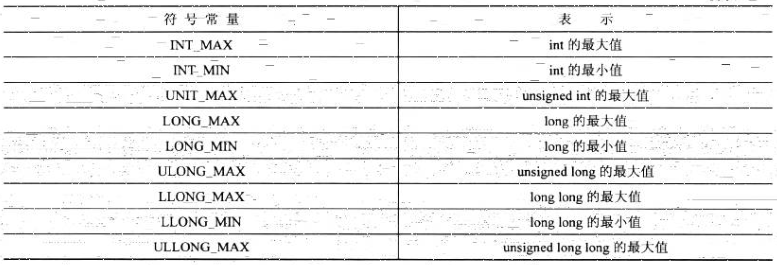 符号常量 表示
INT_MAX int 的最大值
INT_MIN int 的最小值
UNIT_MAX unsigned int 的最大值
LONG_MAX long 的最大值
LONG_MIN long 的最小值
ULONG_MAX unsigned long 的最大值
LLONG_MAX long long 的最大值
LLONG_MIN long long 的最小值
ULLONG_MAX unsigned long long 的最大值